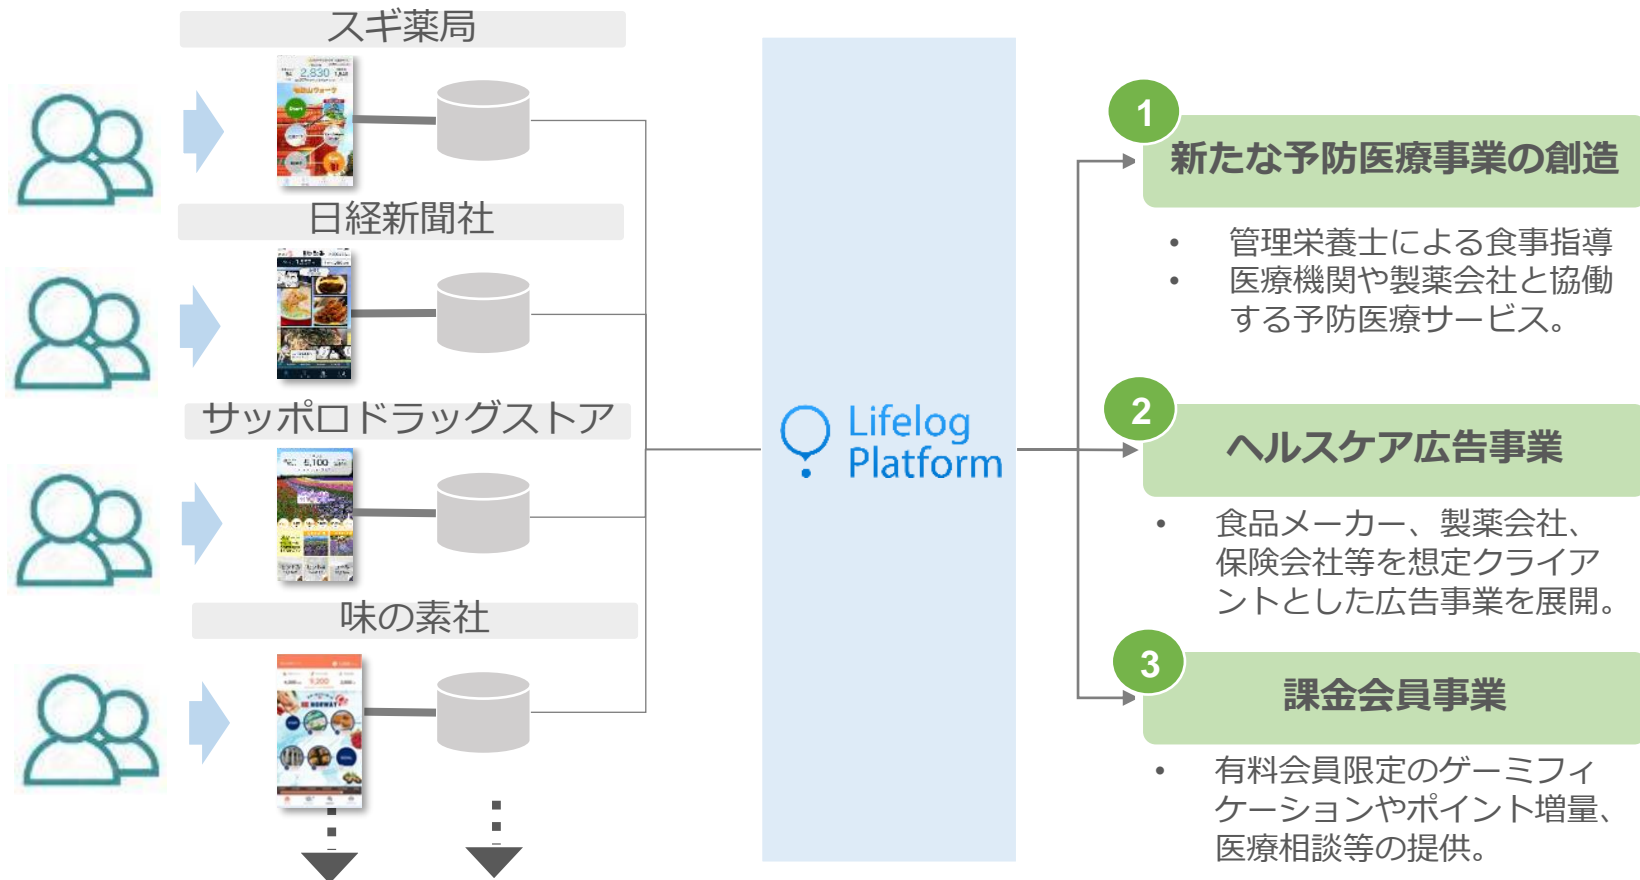 スギ薬局
2,830
Start
日経新聞社
サッポロドラッグストア
味の素社
9,200
NORWAY
Lifelog
Platform
1
新たな予防医療事業の創造
• 管理栄養士による食事指導
• 医療機関や製薬会社と協働
する予防医療サービス。
2
ヘルスケア広告事業
• 食品メーカー、製薬会社、
保険会社等を想定クライア
ントとした広告事業を展開。
3
課金会員事業
• 有料会員限定のゲーミフィ
ケーションやポイント増量、
医療相談等の提供。